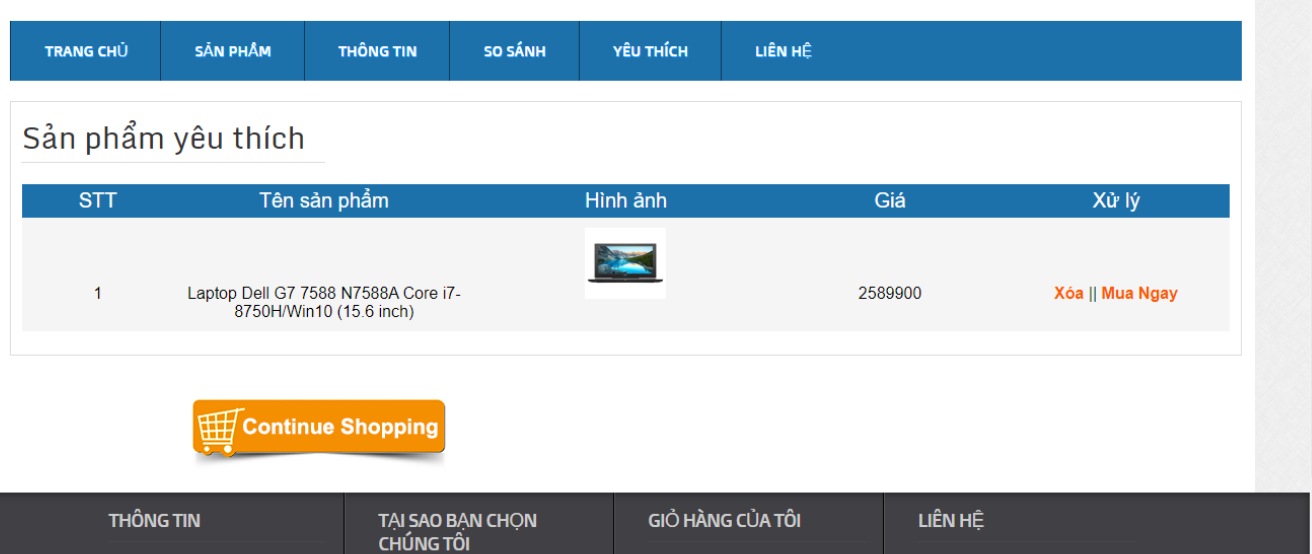 TRANG CHỦ SẢN PHẨM THÔNG TIN SO SÁNH YÊU THÍCH LIÊN HỆ
Sản phẩm yêu thích
STT Tên sản phẩm Hình ảnh Giá Xử lý
1 Laptop Dell G7 7588 N7588A Core i7-
8750H/Win10 (15.6 inch) 2589900 Xóa || Mua Ngay
Continue Shopping
THÔNG TIN TẠI SAO BẠN CHỌN GIỎ HÀNG CỦA TÔI LIÊN HỆ
CHÚNG TÔI